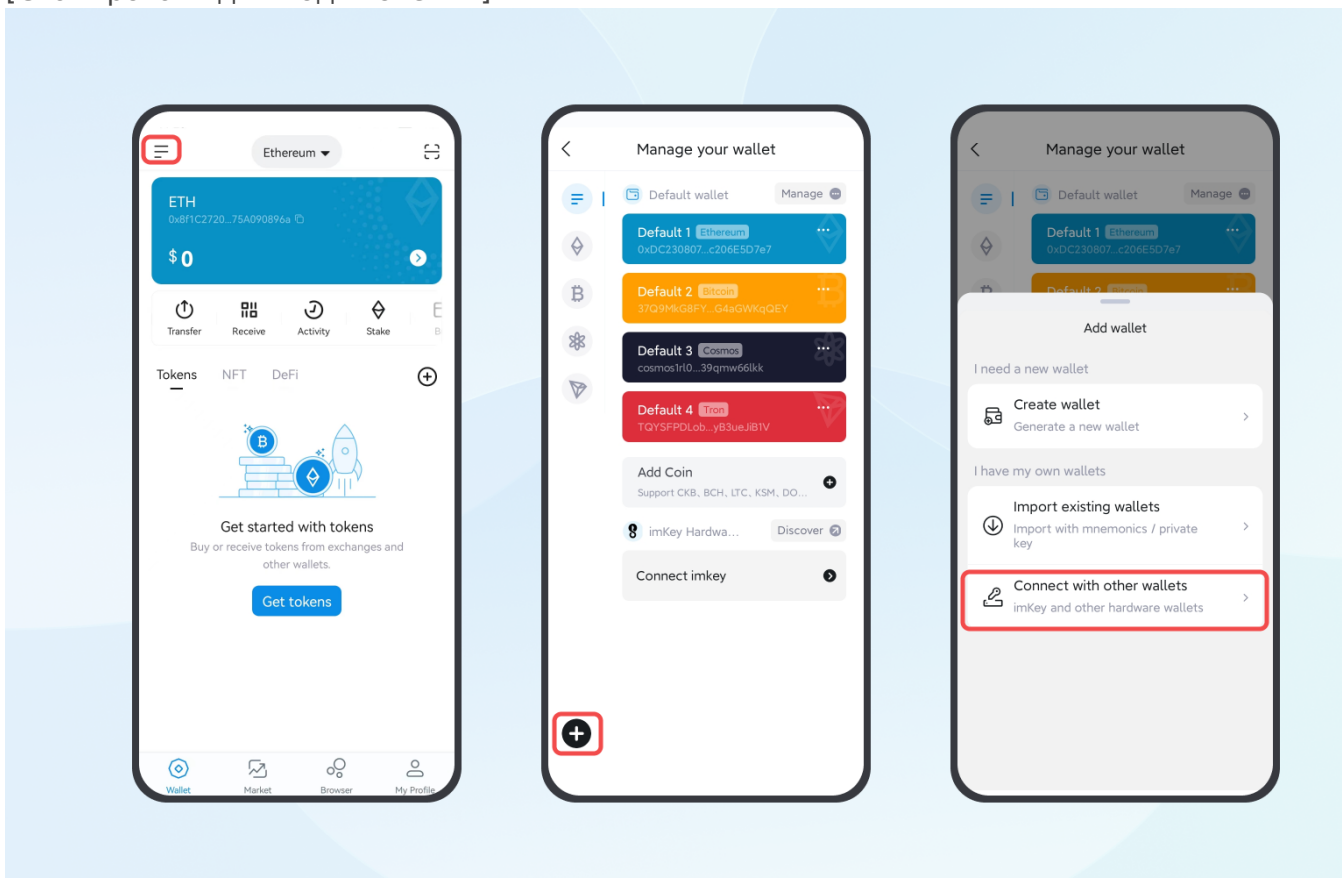 Ethereum
ETH
0x8f1C2720...75A090896a
$ 0
Transfer Receive Activity Stake
Tokens NFT DeFi
Get started with tokens
Buy or receive tokens from exchanges and
other wallets.
Get tokens
Wallet Market Browser My Profile
Manage your wallet
Default wallet Manage
Default 1 Ethereum
0xDC230807...c206E5D7e7
Default 2 Bitcoin
37Q9MkG8FY...G4aGWKqQEY
Default 3 Cosmos
cosmos1rl0...39qmw66lkk
Default 4 Tron
TQYSFPDLob...yB3ueJiB1V
Add Coin
Support CKB、BCH、LTC、KSM、DO...
imKey Hardwa... Discover
Connect imkey
Manage your wallet
Default wallet Manage
Default 1 Ethereum
0xDC230807...c206E5D7e7
Default 2 Bitcoin
Add wallet
I need a new wallet
Create wallet
Generate a new wallet
I have my own wallets
Import existing wallets
Import with mnemonics / private
key
Connect with other wallets
imKey and other hardware wallets